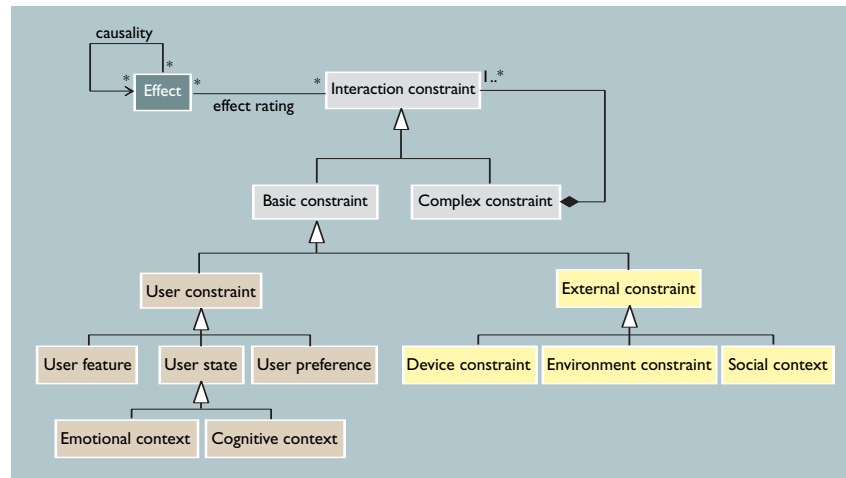 causality
*
*
Effect
*
effect rating
*
Interaction constraint
1..*
Basic constraint
Complex constraint
User constraint
External constraint
User feature
User state
User preference
Device constraint
Environment constraint
Social context
Emotional context
Cognitive context